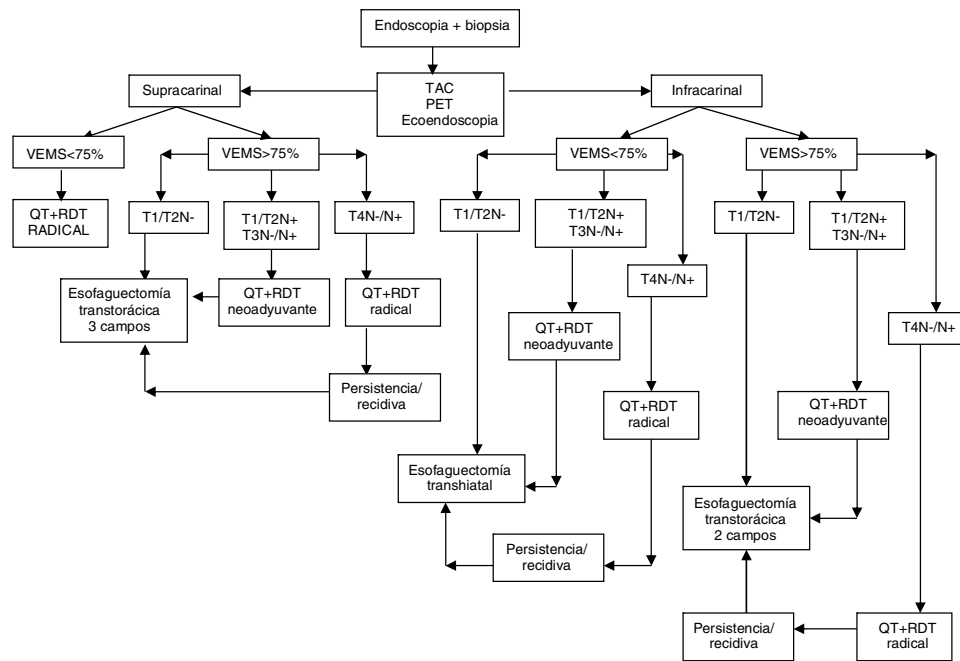 Endoscopia + biopsia
TAC
PET
Ecoendoscopia
Supracarinal
Infracarinal
VEMS<75%
VEMS>75%
VEMS<75%
VEMS>75%
QT+RDT
RADICAL
T1/T2N-
T1/T2N+
T3N-/N+
T4N-/N+
T1/T2N-
T1/T2N+
T3N-/N+
T4N-/N+
T1/T2N-
T1/T2N+
T3N-/N+
T4N-/N+
Esofaguectomía
transtorácica
3 campos
QT+RDT
neoadyuvante
QT+RDT
radical
Persistencia/
recidiva
QT+RDT
neoadyuvante
QT+RDT
radical
Esofaguectomía
transhiatal
Persistencia/
recidiva
QT+RDT
neoadyuvante
Esofaguectomía
transtorácica
2 campos
Persistencia/
recidiva
QT+RDT
radical